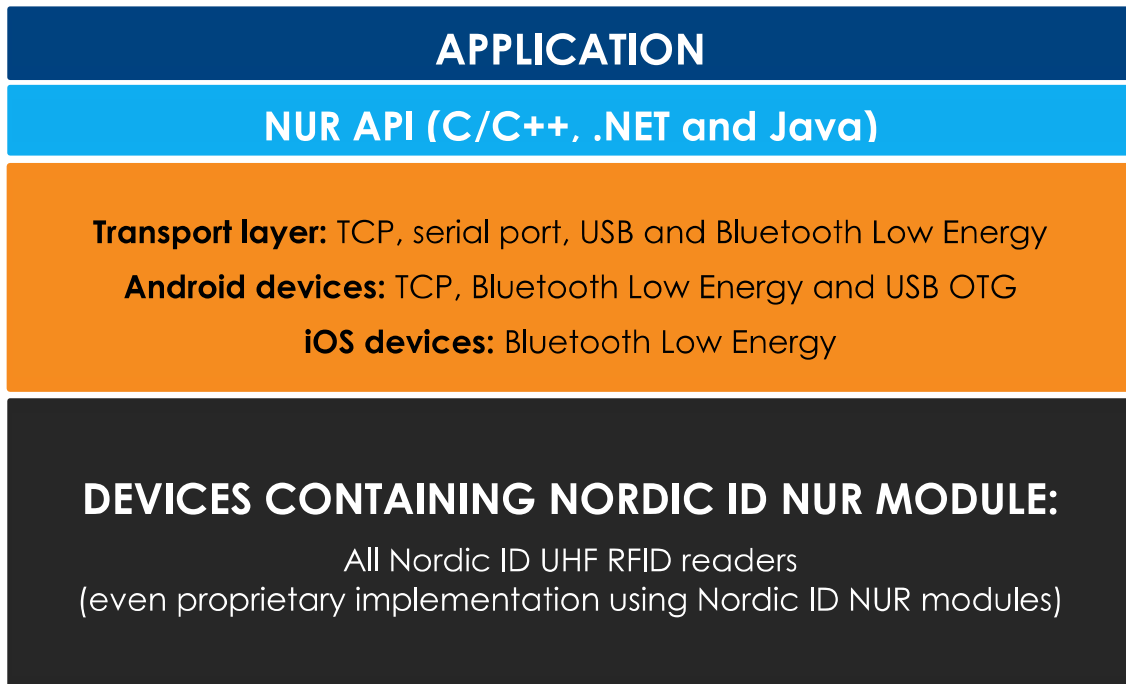 APPLICATION
NUR API (C/C++, .NET and Java)
Transport layer: TCP, serial port, USB and Bluetooth Low Energy
Android devices: TCP, Bluetooth Low Energy and USB OTG
iOS devices: Bluetooth Low Energy
DEVICES CONTAINING NORDIC ID NUR MODULE:
All Nordic ID UHF RFID readers
(even proprietary implementation using Nordic ID NUR modules)